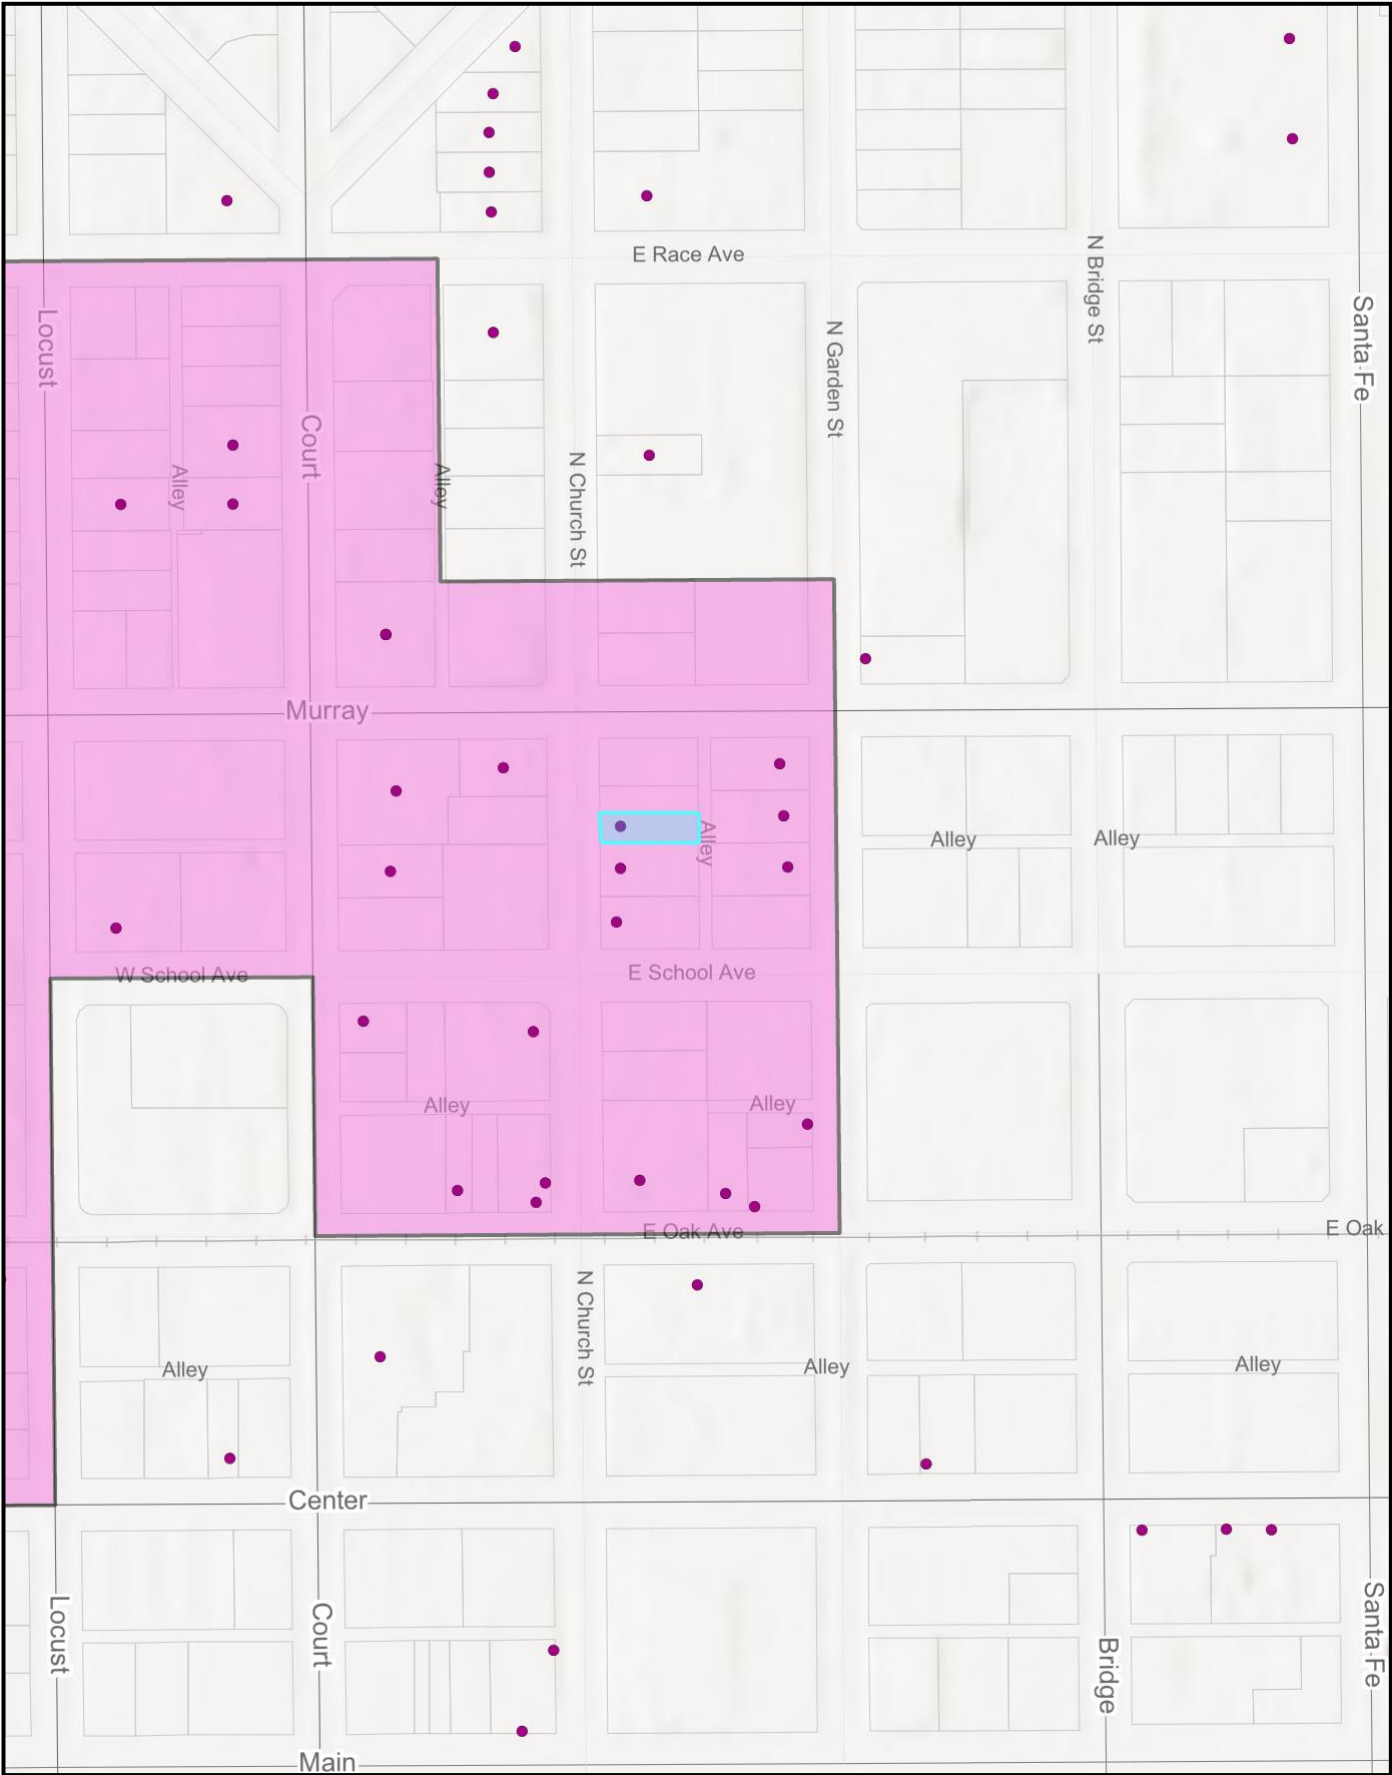 E Race Ave
N Bridge St
Locust
Santa Fe
N Garden St
Court
Alley
Alley
N Church St
Murray
Alley
Alley
Alley
W School Ave
E School Ave
Alley
Alley
E Oak Ave
E Oak
N Church St
Alley
Alley
Alley
Center
Locust
Court
Bridge
Santa Fe
Main